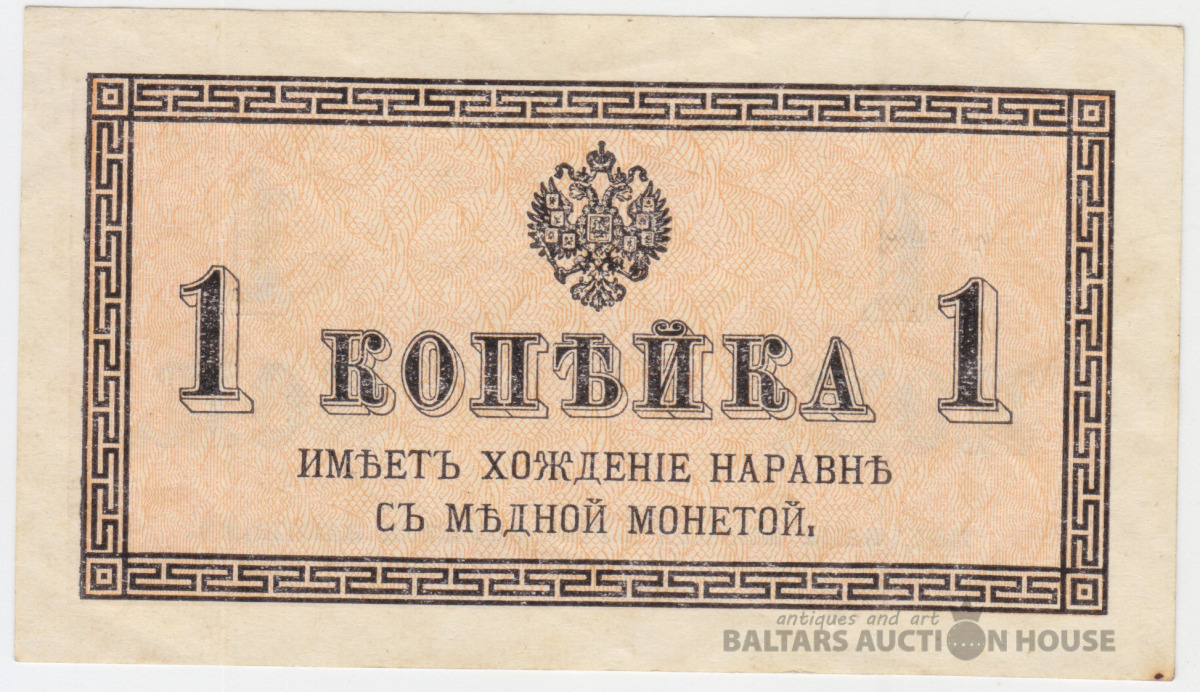 1 КОПѢЙКА 1
ИМѢЕТЪ ХОЖДЕНІЕ НАРАВНѢ
СЪ МѢДНОЙ МОНЕТОЙ.
antiques and art
BALTARS AUCTION HOUSE